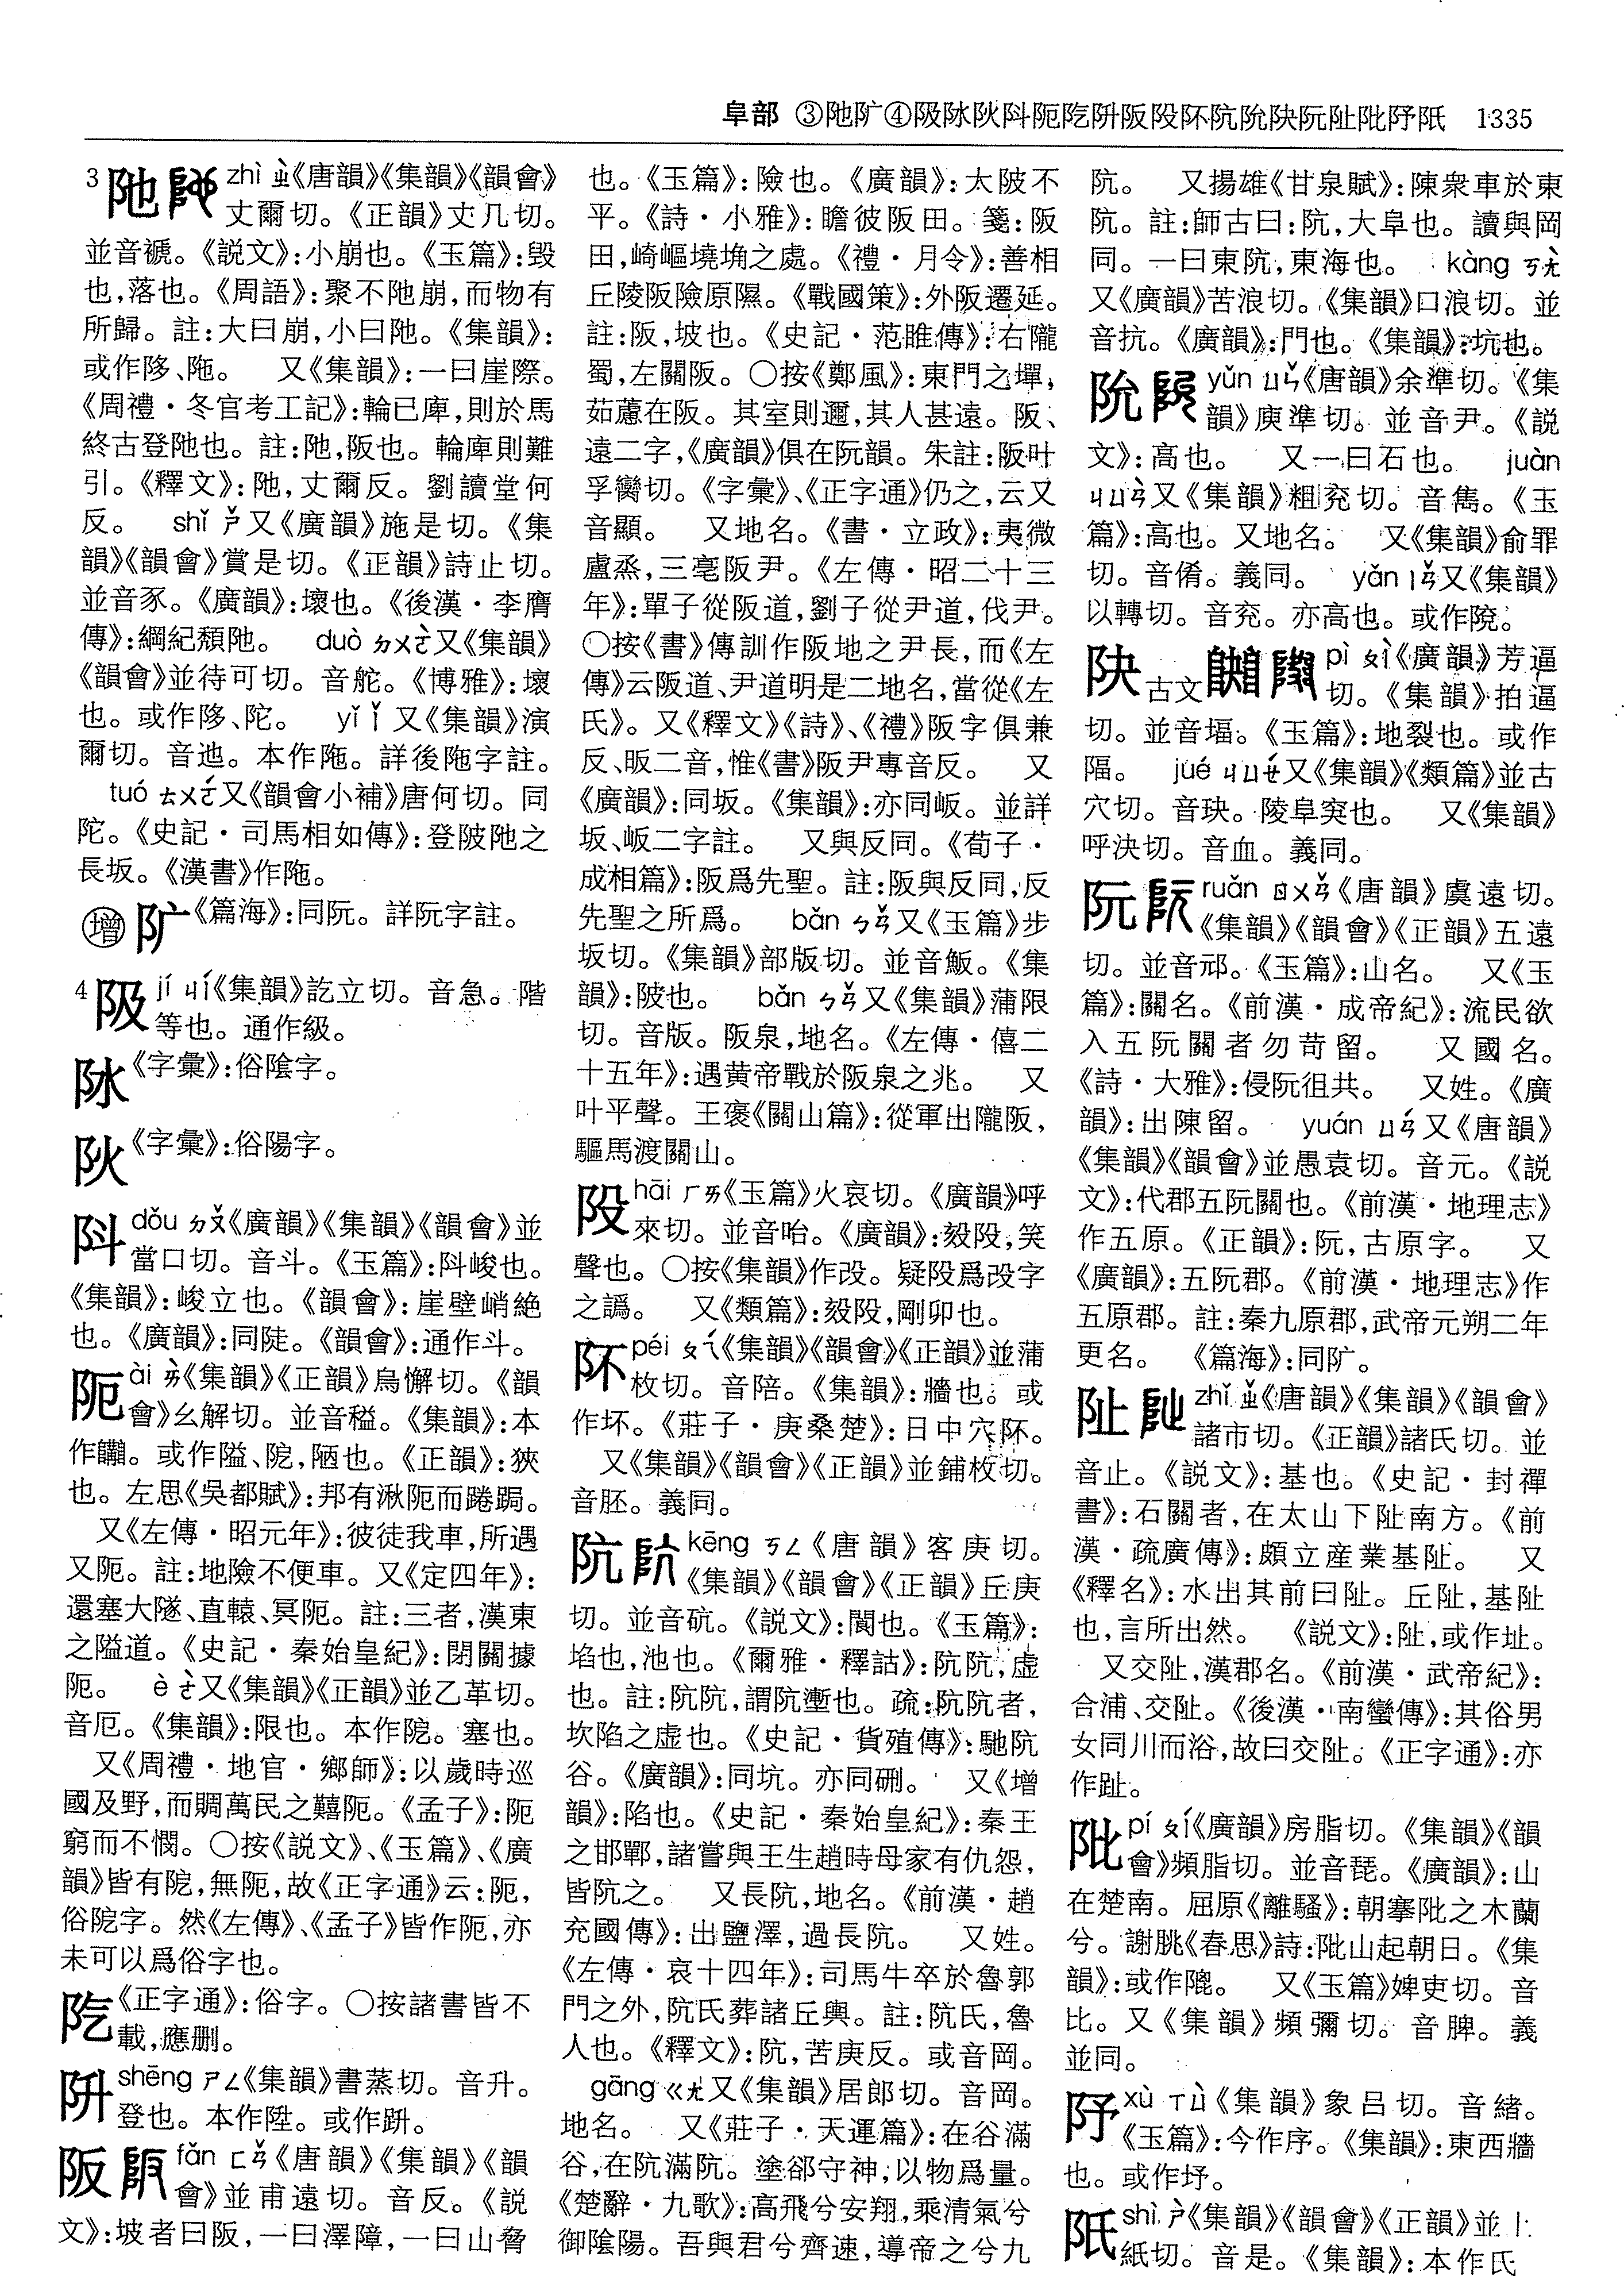 阜部 ③阤阝广④阪阥阦阧阨阣阩阪段阫阬阭阙阮阯阰阾阺 1335
3 阤 zhì ㄓˋ《唐韻》《集韻》《韻會》
丈爾切。《正韻》丈几切。
並音褫。《説文》:小崩也。《玉篇》:毁
也,落也。《周語》:聚不阤崩,而物有
所歸。註:大曰崩,小曰阤。《集韻》:
或作陊、陁。 又《集韻》:一曰崖際。
《周禮·冬官考工記》:輪已庳,則於馬
終古登阤也。註:阤,阪也。輪庳則難
引。《釋文》:阤,丈爾反。劉讀堂何
反。 shǐ ㄕˇ又《廣韻》施是切。《集
韻》《韻會》賞是切。《正韻》詩止切。
並音豕。《廣韻》:壞也。《後漢·李膺
傳》:綱紀頹阤。 duò ㄉㄨㄛˋ又《集韻》
《韻會》並待可切。音舵。《博雅》:壞
也。或作陊、陀。 yǐ ㄧˇ又《集韻》演
爾切。音迆。本作陁。詳後陁字註。
tuó ㄊㄨㄛˊ又《韻會小補》唐何切。同
陀。《史記·司馬相如傳》:登陂阤之
長坂。《漢書》作陁。
增 《篇海》:同阮。詳阮字註。
4 jí ㄐㄧˊ《集韻》訖立切。音急。階
等也。通作級。
阥《字彙》:俗陰字。
阦《字彙》:俗陽字。
阧 dǒu ㄉㄡˇ《廣韻》《集韻》《韻會》並
當口切。音斗。《玉篇》:阧峻也。
《集韻》:峻立也。《韻會》:崖壁峭絶
也。《廣韻》:同陡。《韻會》:通作斗。
阨 ài ㄞˋ《集韻》《正韻》烏懈切。《韻
會》幺解切。並音隘。《集韻》:本
作𨽎。或作隘、阸,陋也。《正韻》:狹
也。左思《吳都賦》:邦有湫阨而踡跼。
又《左傳·昭元年》:彼徒我車,所遇
又阨。註:地險不便車。又《定四年》:
還塞大隧、直轅、冥阨。註:三者,漢東
之隘道。《史記·秦始皇紀》:閉關據
阨。 è ㄜˋ又《集韻》《正韻》並乙革切。
音厄。《集韻》:限也。本作阸。塞也。
又《周禮·地官·鄉師》:以歲時巡
國及野,而賙萬民之囏阨。《孟子》:阨
窮而不憫。○按《説文》、《玉篇》、《廣
韻》皆有阸,無阨,故《正字通》云:阨,
俗阸字。然《左傳》、《孟子》皆作阨,亦
未可以爲俗字也。
阣《正字通》:俗字。○按諸書皆不
載,應删。
阩 shēng ㄕㄥ《集韻》書蒸切。音升。
登也。本作陞。或作跰。
阪 fǎn ㄈㄢˇ《唐韻》《集韻》《韻
會》並甫遠切。音反。《説
文》:坡者曰阪,一曰澤障,一曰山脅
也。《玉篇》:險也。《廣韻》:大陂不
平。《詩·小雅》:瞻彼阪田。箋:阪
田,崎嶇墝埆之處。《禮·月令》:善相
丘陵阪險原隰。《戰國策》:外阪遷延。
註:阪,坡也。《史記·范睢傳》:右隴
蜀,左關阪。○按《鄭風》:東門之墠,
茹藘在阪。其室則邇,其人甚遠。阪、
遠二字,《廣韻》俱在阮韻。朱註:阪叶
孚臠切。《字彙》、《正字通》仍之,云又
音顯。 又地名。《書·立政》:夷微
盧烝,三亳阪尹。《左傳·昭二十三
年》:單子從阪道,劉子從尹道,伐尹。
○按《書》傳訓作阪地之尹長,而《左
傳》云阪道、尹道明是二地名,當從《左
氏》。又《釋文》《詩》、《禮》阪字俱兼
反、昄二音,惟《書》阪尹專音反。 又
《廣韻》:同坂。《集韻》:亦同岅。並詳
坂、岅二字註。 又與反同。《荀子·
成相篇》:阪爲先聖。註:阪與反同,反
先聖之所爲。 bǎn ㄅㄢˇ又《玉篇》步
坂切。《集韻》部版切。並音鈑。《集
韻》:陂也。 bǎn ㄅㄢˇ又《集韻》蒲限
切。音版。阪泉,地名。《左傳·僖二
十五年》:遇黄帝戰於阪泉之兆。 又
叶平聲。王褒《關山篇》:從軍出隴阪,
驅馬渡關山。
hāi ㄏㄞ《玉篇》火哀切。《廣韻》呼
來切。並音咍。《廣韻》:毅,笑
聲也。○按《集韻》作改。疑爲改字
之譌。 又《類篇》:剛卯也。
阫 péi ㄆㄟˊ《集韻》《韻會》《正韻》並蒲
枚切。音陪。《集韻》:牆也。或
作坏。《莊子·庚桑楚》:日中穴阫。
又《集韻》《韻會》《正韻》並鋪枚切。
音胚。義同。
阬 kēng ㄎㄥ《唐韻》客庚切。
《集韻》《韻會》《正韻》丘庚
切。並音硁。《説文》:閬也。《玉篇》:
埳也,池也。《爾雅·釋詁》:阬阬,虛
也。註:阬阬,謂阬壍也。疏:阬阬者,
坎陷之虛也。《史記·貨殖傳》:馳阬
谷。《廣韻》:同坑。亦同硎。 又《增
韻》:陷也。《史記·秦始皇紀》:秦王
之邯鄲,諸嘗與王生趙時母家有仇怨,
皆阬之。 又長阬,地名。《前漢·趙
充國傳》:出鹽澤,過長阬。 又姓。
《左傳·哀十四年》:司馬牛卒於魯郭
門之外,阬氏葬諸丘輿。註:阬氏,魯
人也。《釋文》:阬,苦庚反。或音岡。
gāng ㄍㄤ又《集韻》居郎切。音岡。
地名。 又《莊子·天運篇》:在谷滿
谷,在阬滿阬。塗郤守神,以物爲量。
《楚辭·九歌》:高飛兮安翔,乘清氣兮
御陰陽。吾與君兮齊速,導帝之兮九
阬。 又揚雄《甘泉賦》:陳衆車於東
阬。註:師古曰:阬,大阜也。讀與岡
同。一曰東阬,東海也。 kàng ㄎㄤˋ
又《廣韻》苦浪切。《集韻》口浪切。並
音抗。《廣韻》:門也。《集韻》:坑也。
阭 yǔn ㄩㄣˇ《唐韻》余準切。《集
韻》庾準切。並音尹。《説
文》:高也。 又一曰石也。 juàn
ㄐㄩㄢˋ又《集韻》粗兖切。音雋。《玉
篇》:高也。又地名。 又《集韻》俞罪
切。音倄。義同。 yǎn ㄧㄢˇ又《集韻》
以轉切。音兖。亦高也。或作𨹧。
古文 pì ㄆㄧˋ《廣韻》芳逼
切。《集韻》拍逼
切。並音堛。《玉篇》:地裂也。或作
䧗。 jué ㄐㄩㄝˊ又《集韻》《類篇》並古
穴切。音玦。陵阜突也。 又《集韻》
呼決切。音血。義同。
阮 ruǎn ㄖㄨㄢˇ《唐韻》虞遠切。
《集韻》《韻會》《正韻》五遠
切。並音邧。《玉篇》:山名。 又《玉
篇》:關名。《前漢·成帝紀》:流民欲
入五阮關者勿苛留。 又國名。
《詩·大雅》:侵阮徂共。 又姓。《廣
韻》:出陳留。 yuán ㄩㄢˊ又《唐韻》
《集韻》《韻會》並愚袁切。音元。《説
文》:代郡五阮關也。《前漢·地理志》
作五原。《正韻》:阮,古原字。 又
《廣韻》:五阮郡。《前漢·地理志》作
五原郡。註:秦九原郡,武帝元朔二年
更名。 《篇海》:同。
阯 zhǐ ㄓˇ《唐韻》《集韻》《韻會》
諸市切。《正韻》諸氏切。並
音止。《説文》:基也。《史記·封禪
書》:石闕者,在太山下阯南方。《前
漢·疏廣傳》:頗立産業基阯。 又
《釋名》:水出其前曰阯。丘阯,基阯
也,言所出然。 《説文》:阯,或作址。
又交阯,漢郡名。《前漢·武帝紀》:
合浦、交阯。《後漢·南蠻傳》:其俗男
女同川而浴,故曰交阯。《正字通》:亦
作趾。
阰 pí ㄆㄧˊ《廣韻》房脂切。《集韻》《韻
會》頻脂切。並音琵。《廣韻》:山
在楚南。屈原《離騷》:朝搴阰之木蘭
兮。謝朓《春思》詩:阰山起朝日。《集
韻》:或作䧛。 又《玉篇》婢吏切。音
比。又《集韻》頻彌切。音脾。義
並同。
xù ㄒㄩˋ《集韻》象呂切。音緒。
《玉篇》:今作序。《集韻》:東西牆
也。或作垿。
阺 shì ㄕˋ《集韻》《韻會》《正韻》並上
紙切。音是。《集韻》:本作氏